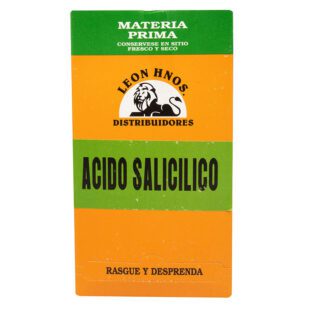 MATERIA
PRIMA
CONSERVESE EN SITIO
FRESCO Y SECO
LEON HNOS.
DISTRIBUIDORES
ACIDO SALICILICO
RASGUE Y DESPRENDA